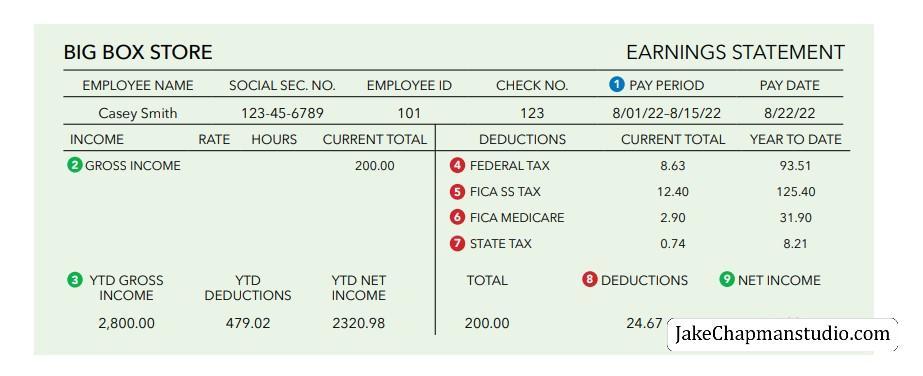 BIG BOX STORE EARNINGS STATEMENT
EMPLOYEE NAME SOCIAL SEC. NO. EMPLOYEE ID CHECK NO. 1 PAY PERIOD PAY DATE
Casey Smith 123-45-6789 101 123 8/01/22–8/15/22 8/22/22
INCOME RATE HOURS CURRENT TOTAL DEDUCTIONS CURRENT TOTAL YEAR TO DATE
2 GROSS INCOME 200.00 4 FEDERAL TAX 8.63 93.51
5 FICA SS TAX 12.40 125.40
6 FICA MEDICARE 2.90 31.90
7 STATE TAX 0.74 8.21
3 YTD GROSS YTD YTD NET TOTAL 8 DEDUCTIONS 9 NET INCOME
INCOME DEDUCTIONS INCOME
2,800.00 479.02 2320.98 200.00 24.67
JakeChapmanstudio.com